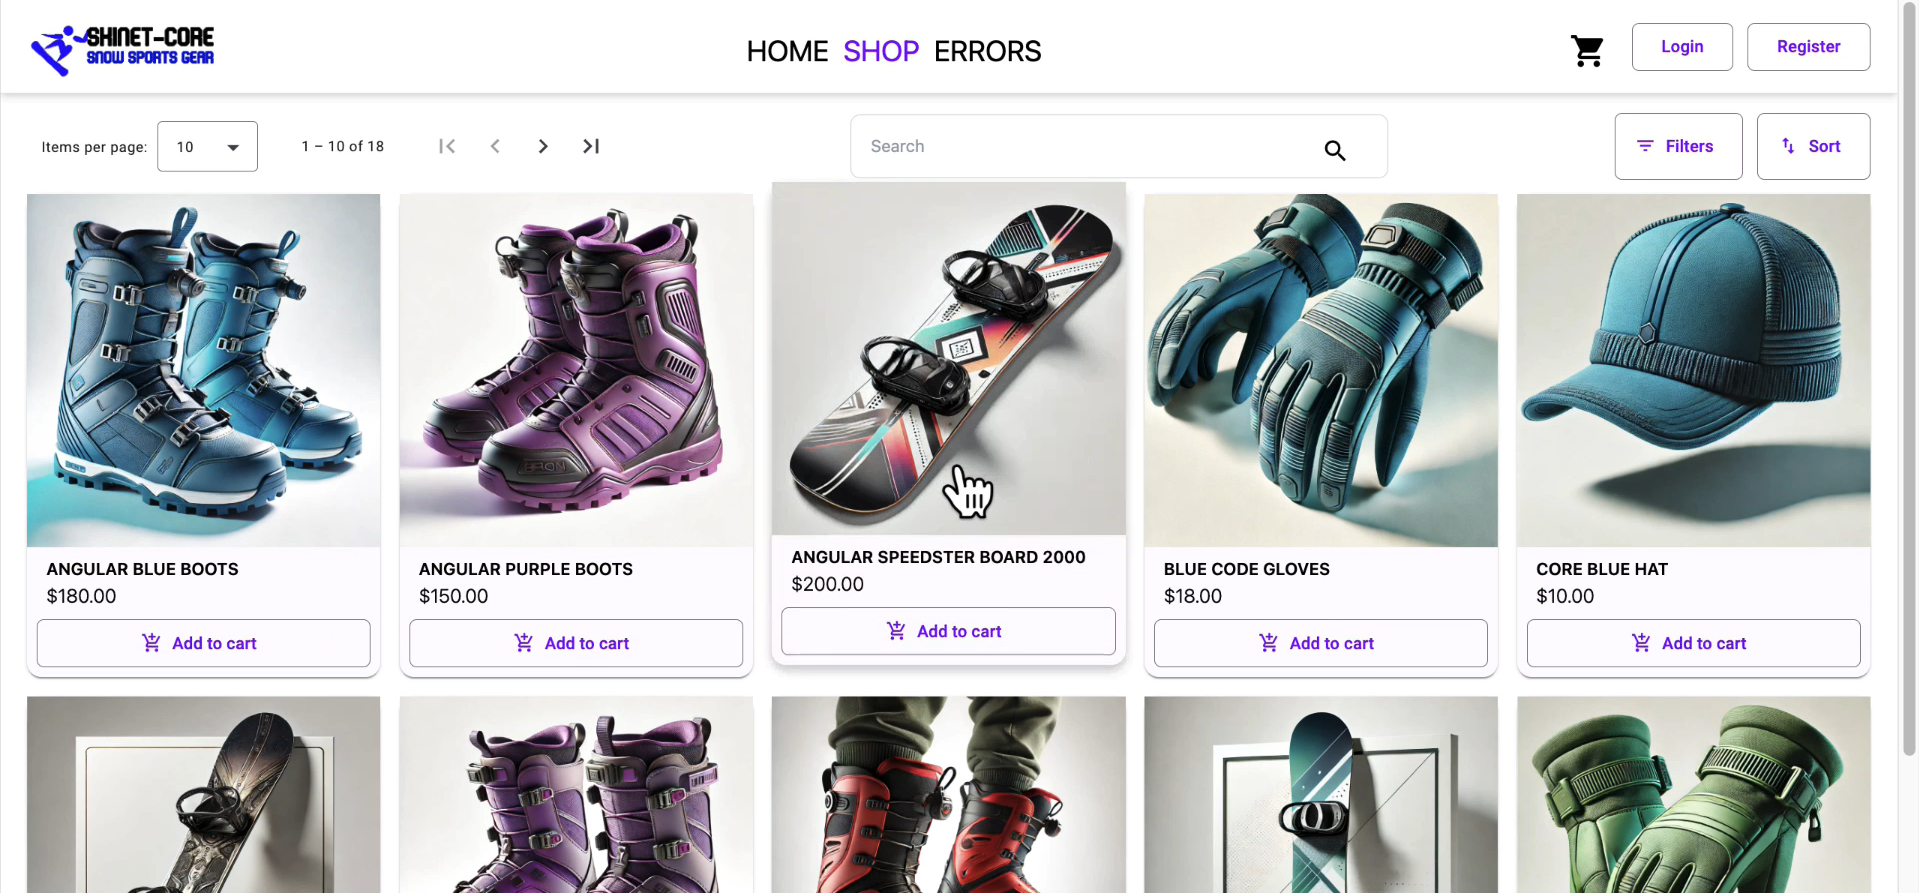 SHINET-CORE
SNOW SPORTS GEAR
HOME SHOP ERRORS
Login
Register
Items per page: 10
1 – 10 of 18
Search
Filters
Sort
ANGULAR BLUE BOOTS
$180.00
Add to cart
ANGULAR PURPLE BOOTS
$150.00
Add to cart
ANGULAR SPEEDSTER BOARD 2000
$200.00
Add to cart
BLUE CODE GLOVES
$18.00
Add to cart
CORE BLUE HAT
$10.00
Add to cart